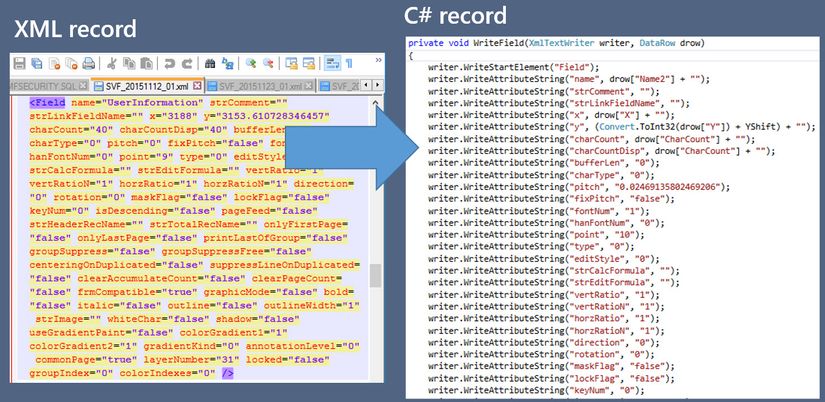 XML record
C# record
MFSECURITY.SQL
SVF_20151112_01.xml
SVF_20151123_01.xml
SVF_2
<Field name="UserInformation" strComment=""
strLinkFieldName="" x="3188" y="3153.610728346457"
charCount="40" charCountDisp="40" bufferLen
charType="0" pitch="0" fixPitch="false" fo
hanFontNum="0" point="9" type="0" editStyle
strCalcFormula="" strEditFormula="" vertRatio="1"
vertRatioN="1" horzRatio="1" horzRatioN="1" direction=
"0" rotation="0" maskFlag="false" lockFlag="false"
keyNum="0" isDescending="false" pageFeed="false"
strHeaderRecName="" strTotalRecName="" onlyFirstPage=
"false" onlyLastPage="false" printLastOfGroup="false"
groupSuppress="false" groupSuppressFree="false"
centeringOnDuplicated="false" suppressLineOnDuplicated=
"false" clearAccumulateCount="false" clearPageCount=
"false" frmCompatible="true" graphicMode="false" bold=
"false" italic="false" outline="false" outlineWidth="1"
strImage="" whiteChar="false" shadow="false"
useGradientPaint="false" colorGradient1="1"
colorGradient2="1" gradientKind="0" annotationLevel="0"
commonPage="true" layerNumber="31" locked="false"
groupIndex="0" colorIndexes="0" />
private void WriteField(XmlTextWriter writer, DataRow drow)
{
writer.WriteStartElement("Field");
writer.WriteAttributeString("name", drow["Name2"] + "");
writer.WriteAttributeString("strComment", "");
writer.WriteAttributeString("strLinkFieldName", "");
writer.WriteAttributeString("x", drow["X"] + "");
writer.WriteAttributeString("y", (Convert.ToInt32(drow["Y"]) + YShift) + "");
writer.WriteAttributeString("charCount", drow["CharCount"] + "");
writer.WriteAttributeString("charCountDisp", drow["CharCount"] + "");
writer.WriteAttributeString("bufferLen", "0");
writer.WriteAttributeString("charType", "0");
writer.WriteAttributeString("pitch", "0.02469135802469206");
writer.WriteAttributeString("fixPitch", "false");
writer.WriteAttributeString("fontNum", "1");
writer.WriteAttributeString("hanFontNum", "0");
writer.WriteAttributeString("point", "10");
writer.WriteAttributeString("type", "0");
writer.WriteAttributeString("editStyle", "0");
writer.WriteAttributeString("strCalcFormula", "");
writer.WriteAttributeString("strEditFormula", "");
writer.WriteAttributeString("vertRatio", "1");
writer.WriteAttributeString("vertRatioN", "1");
writer.WriteAttributeString("horzRatio", "1");
writer.WriteAttributeString("horzRatioN", "1");
writer.WriteAttributeString("direction", "0");
writer.WriteAttributeString("rotation", "0");
writer.WriteAttributeString("maskFlag", "false");
writer.WriteAttributeString("lockFlag", "false");
writer.WriteAttributeString("keyNum", "0");